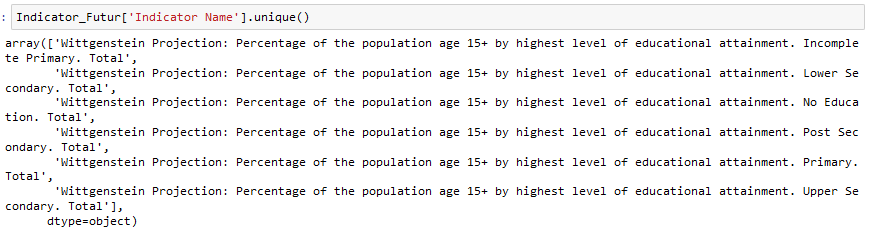 : Indicator_Futur['Indicator Name'].unique()
array(['Wittgenstein Projection: Percentage of the population age 15+ by highest level of educational attainment. Incomple
te Primary. Total',
'Wittgenstein Projection: Percentage of the population age 15+ by highest level of educational attainment. Lower Se
condary. Total',
'Wittgenstein Projection: Percentage of the population age 15+ by highest level of educational attainment. No Educa
tion. Total',
'Wittgenstein Projection: Percentage of the population age 15+ by highest level of educational attainment. Post Sec
ondary. Total',
'Wittgenstein Projection: Percentage of the population age 15+ by highest level of educational attainment. Primary.
Total',
'Wittgenstein Projection: Percentage of the population age 15+ by highest level of educational attainment. Upper Se
condary. Total'],
dtype=object)